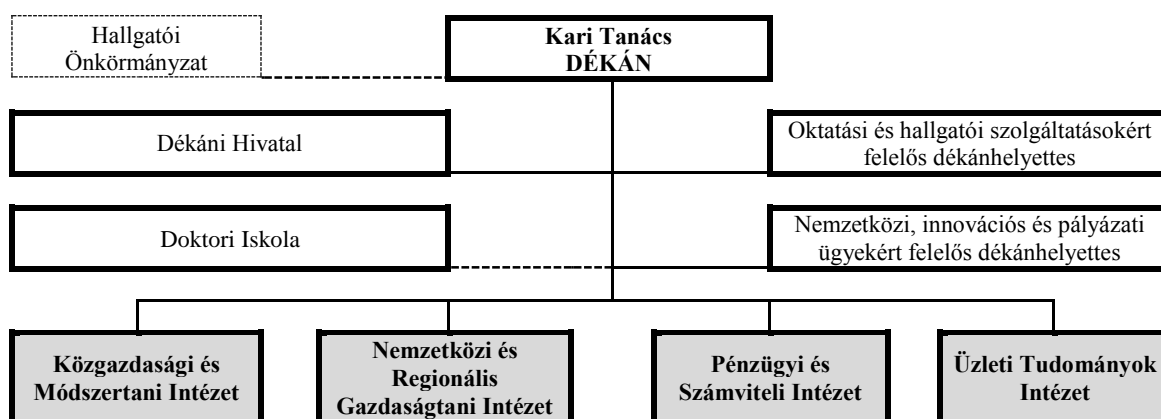 Hallgatói
Önkörmányzat
Kari Tanács
DÉKÁN
Dékáni Hivatal
Oktatási és hallgatói szolgáltatásokért
felelős dékánhelyettes
Doktori Iskola
Nemzetközi, innovációs és pályázati
ügyekért felelős dékánhelyettes
Közgazdasági és
Módszertani Intézet
Nemzetközi és
Regionális
Gazdaságtani Intézet
Pénzügyi és
Számviteli Intézet
Üzleti Tudományok
Intézet